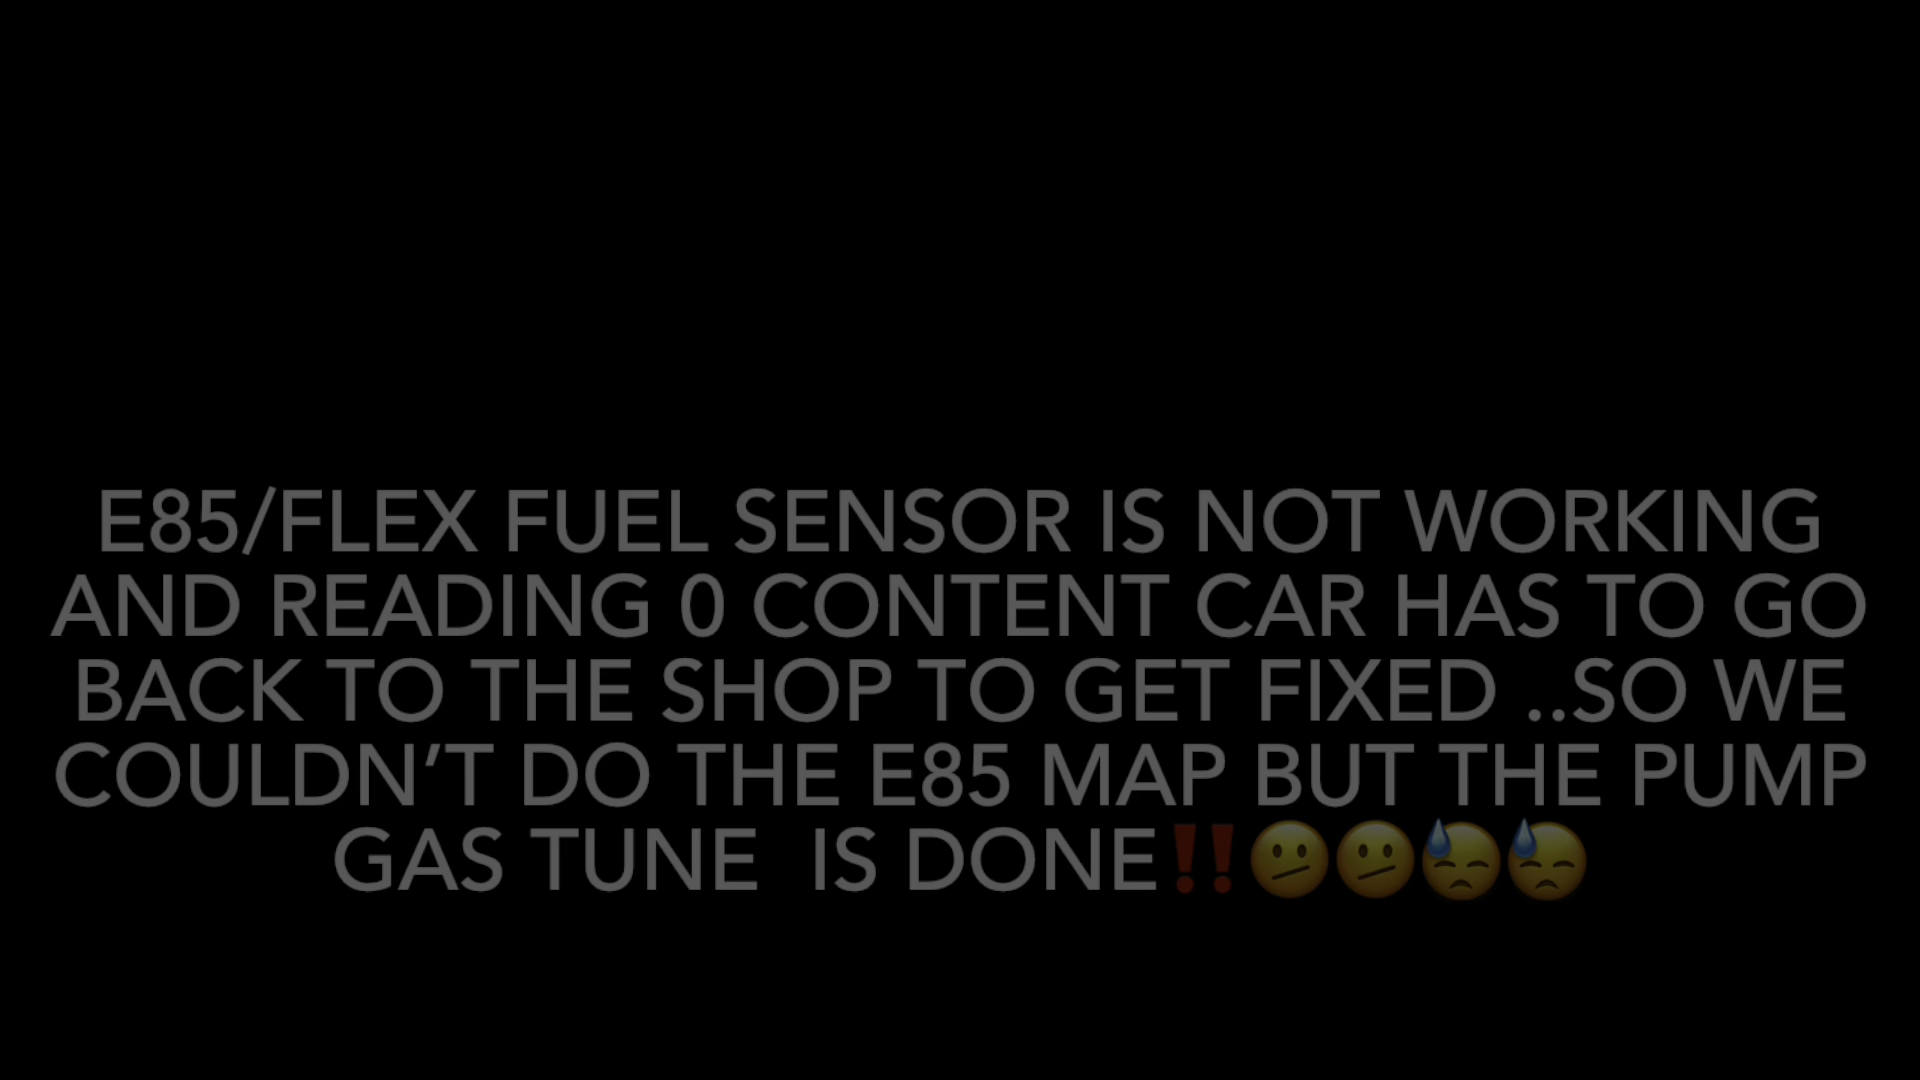 E85/FLEX FUEL SENSOR IS NOT WORKING
AND READING 0 CONTENT CAR HAS TO GO
BACK TO THE SHOP TO GET FIXED ..SO WE
COULDN’T DO THE E85 MAP BUT THE PUMP
GAS TUNE  IS DONE‼️🫤🫤😓😓